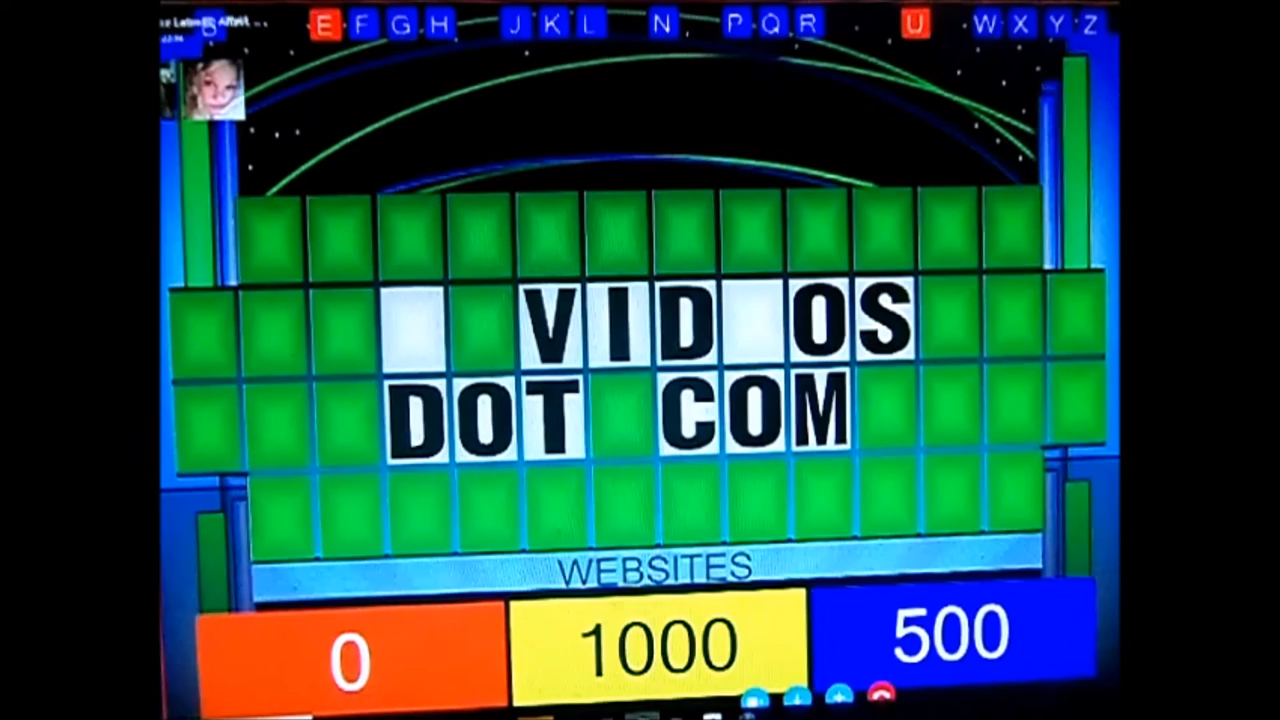 B E F G H J K L N P Q R U W X Y Z
VID OS
DOT COM
WEBSITES
0 1000 500